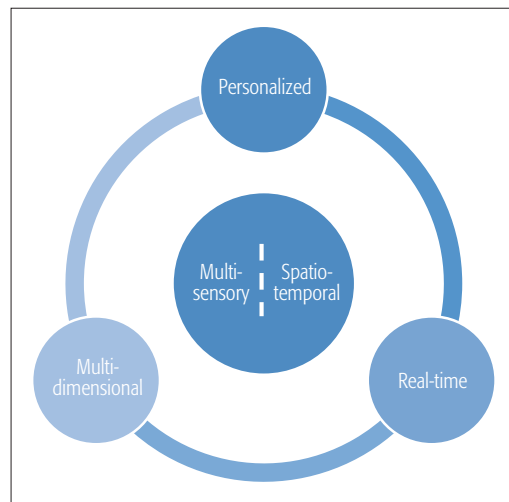 Personalized
Multi-
sensory
Spatio-
temporal
Multi-
dimensional
Real-time